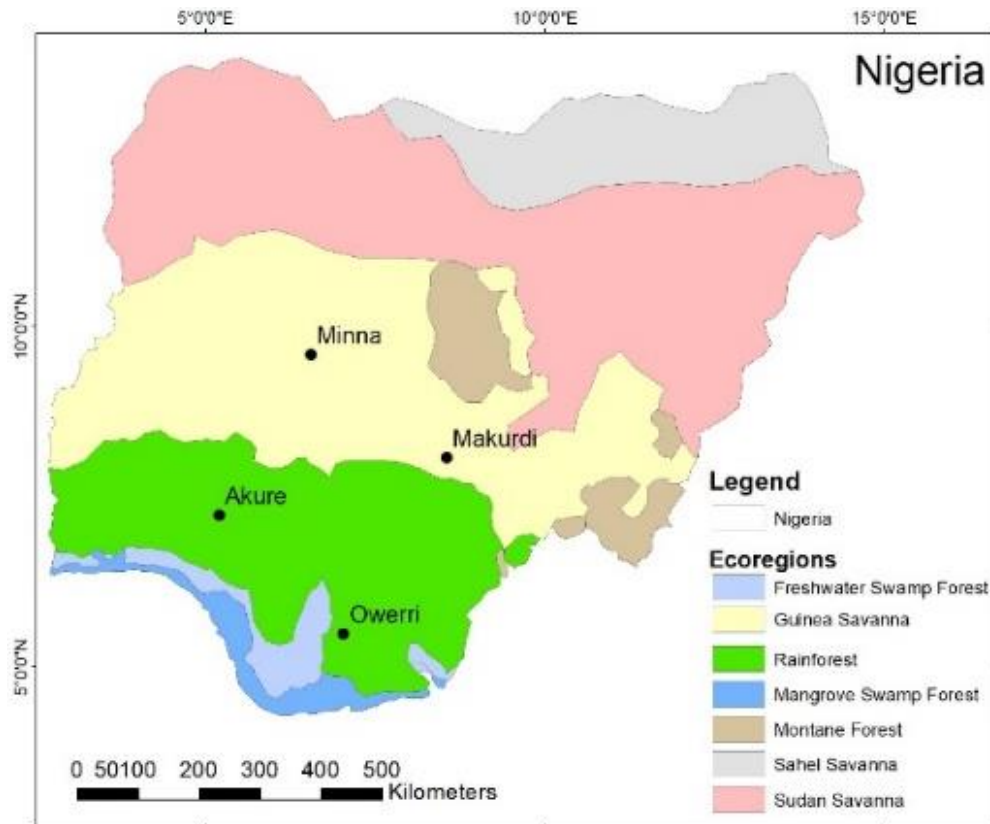 5°0'0"E 10°0'0"E 15°0'0"E
Nigeria
10°0'0"N
Minna
Makurdi
Akure
Owerri
5°0'0"N
Legend
Nigeria
Ecoregions
Freshwater Swamp Forest
Guinea Savanna
Rainforest
Mangrove Swamp Forest
Montane Forest
Sahel Savanna
Sudan Savanna
0 50100 200 300 400 500
Kilometers